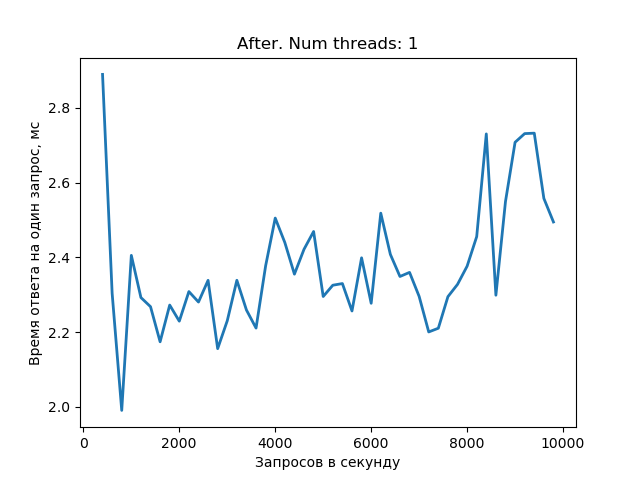 After. Num threads: 1
Время ответа на один запрос, мс
2.8
2.6
2.4
2.2
2.0
0 2000 4000 6000 8000 10000
Запросов в секунду